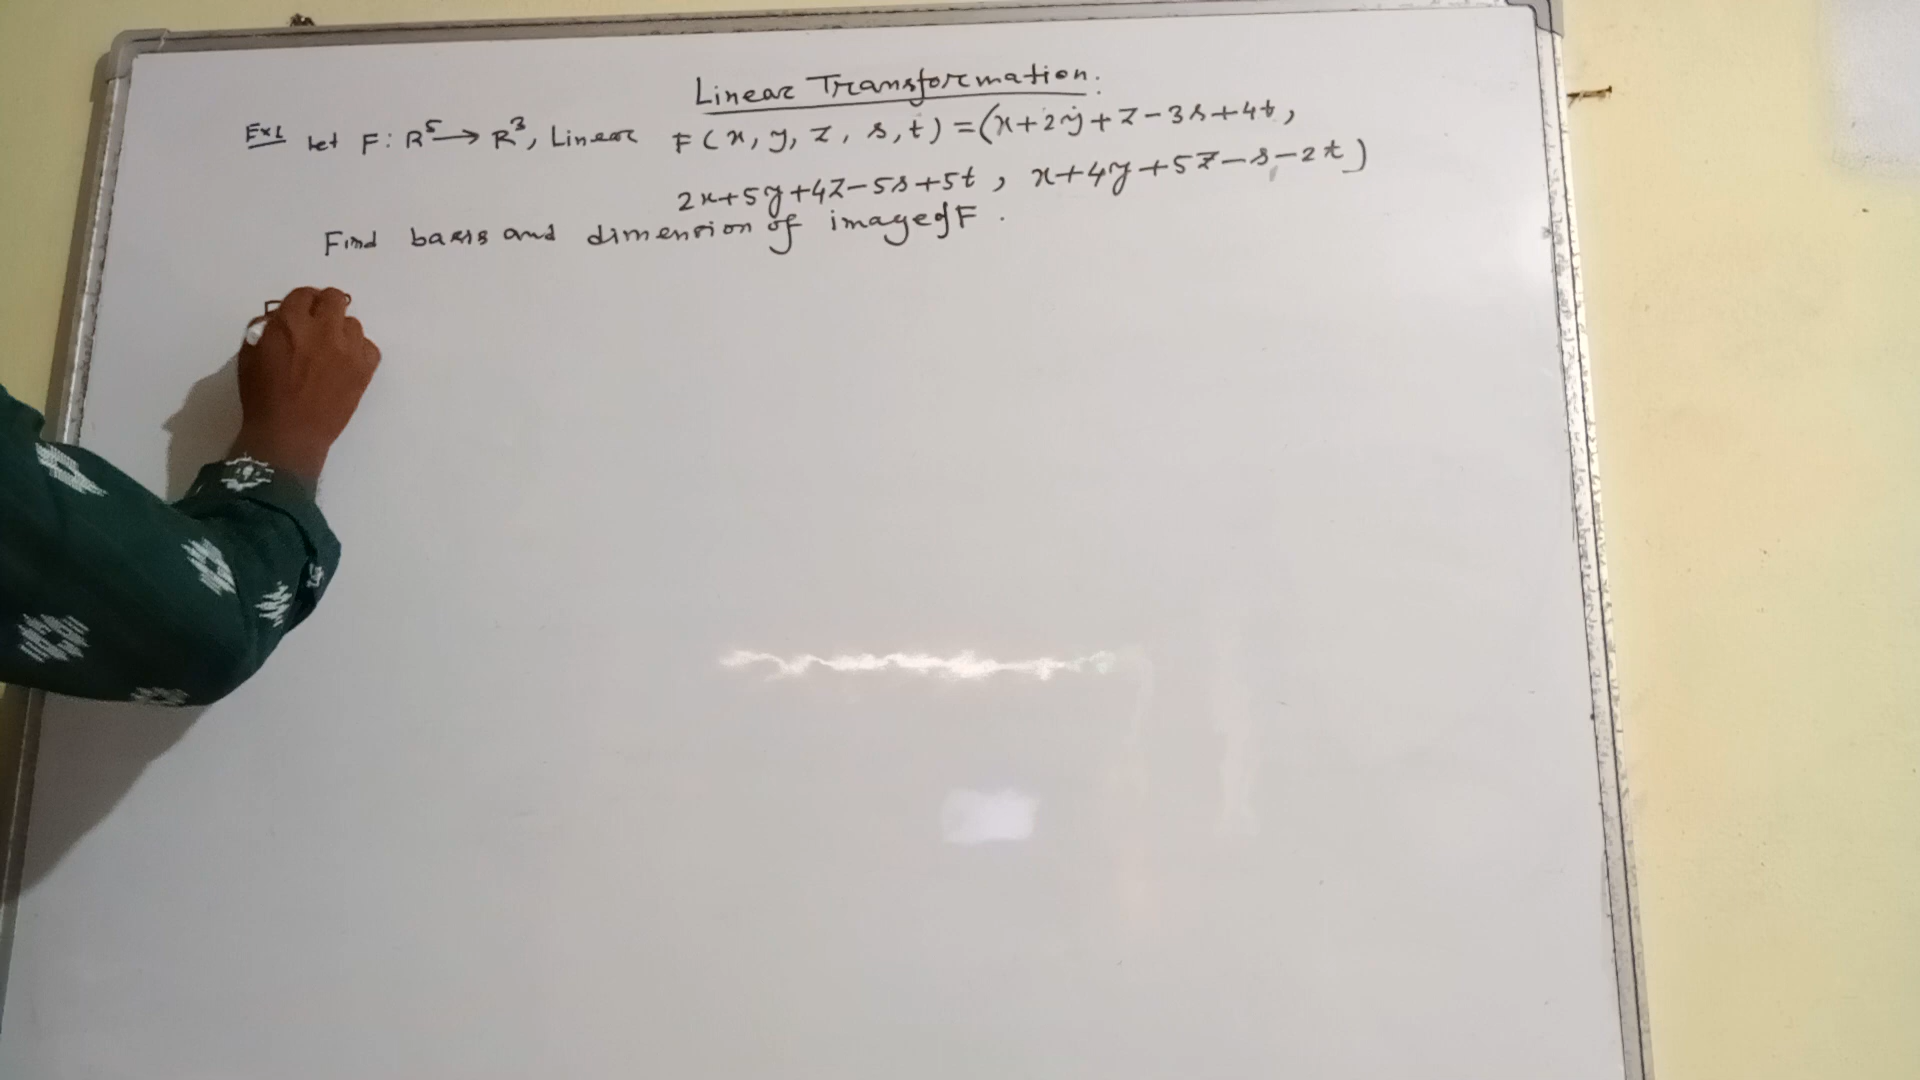 Linear Transformation.
Ex1 Let F: R⁵ → R³, Linear F(x, y, z, s, t) = (x+2y+z-3s+4t,
2x+5y+4z-5s+5t, x+4y+5z-s-2t)
Find basis and dimension of image of F.